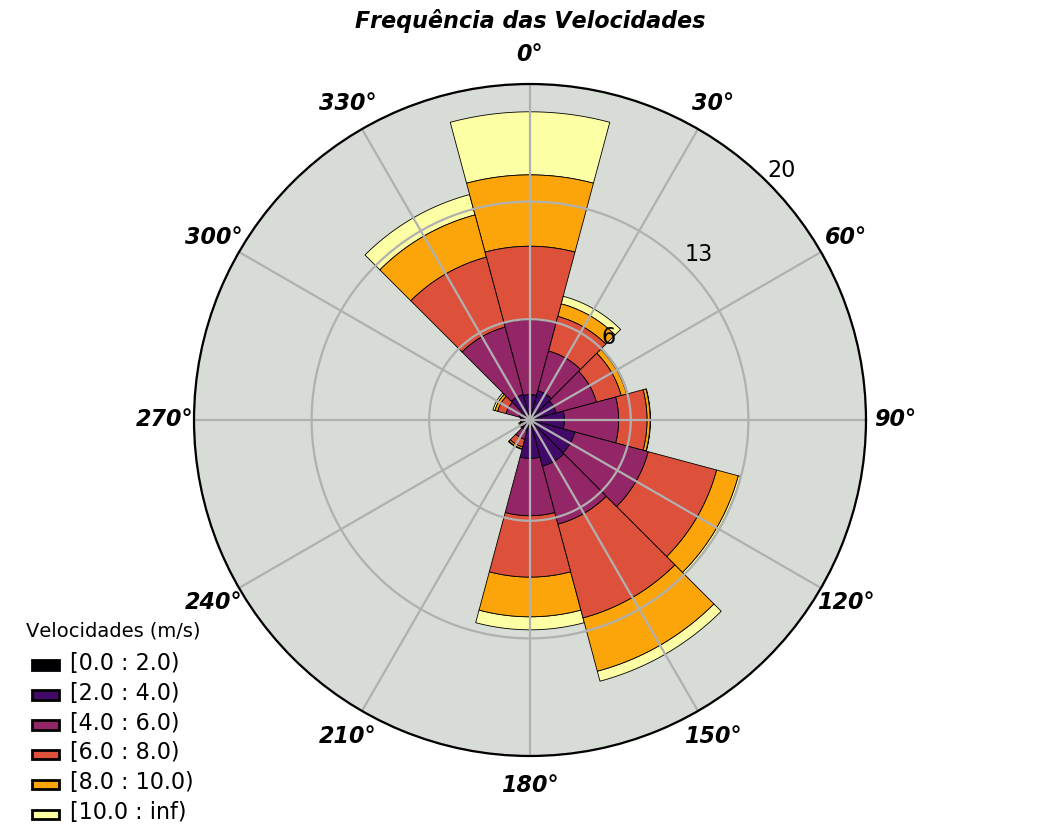 Frequência das Velocidades
0°
330°
30°
20
300°
60°
13
6
270°
90°
240°
120°
210°
150°
180°
Velocidades (m/s)
[0.0 : 2.0)
[2.0 : 4.0)
[4.0 : 6.0)
[6.0 : 8.0)
[8.0 : 10.0)
[10.0 : inf)